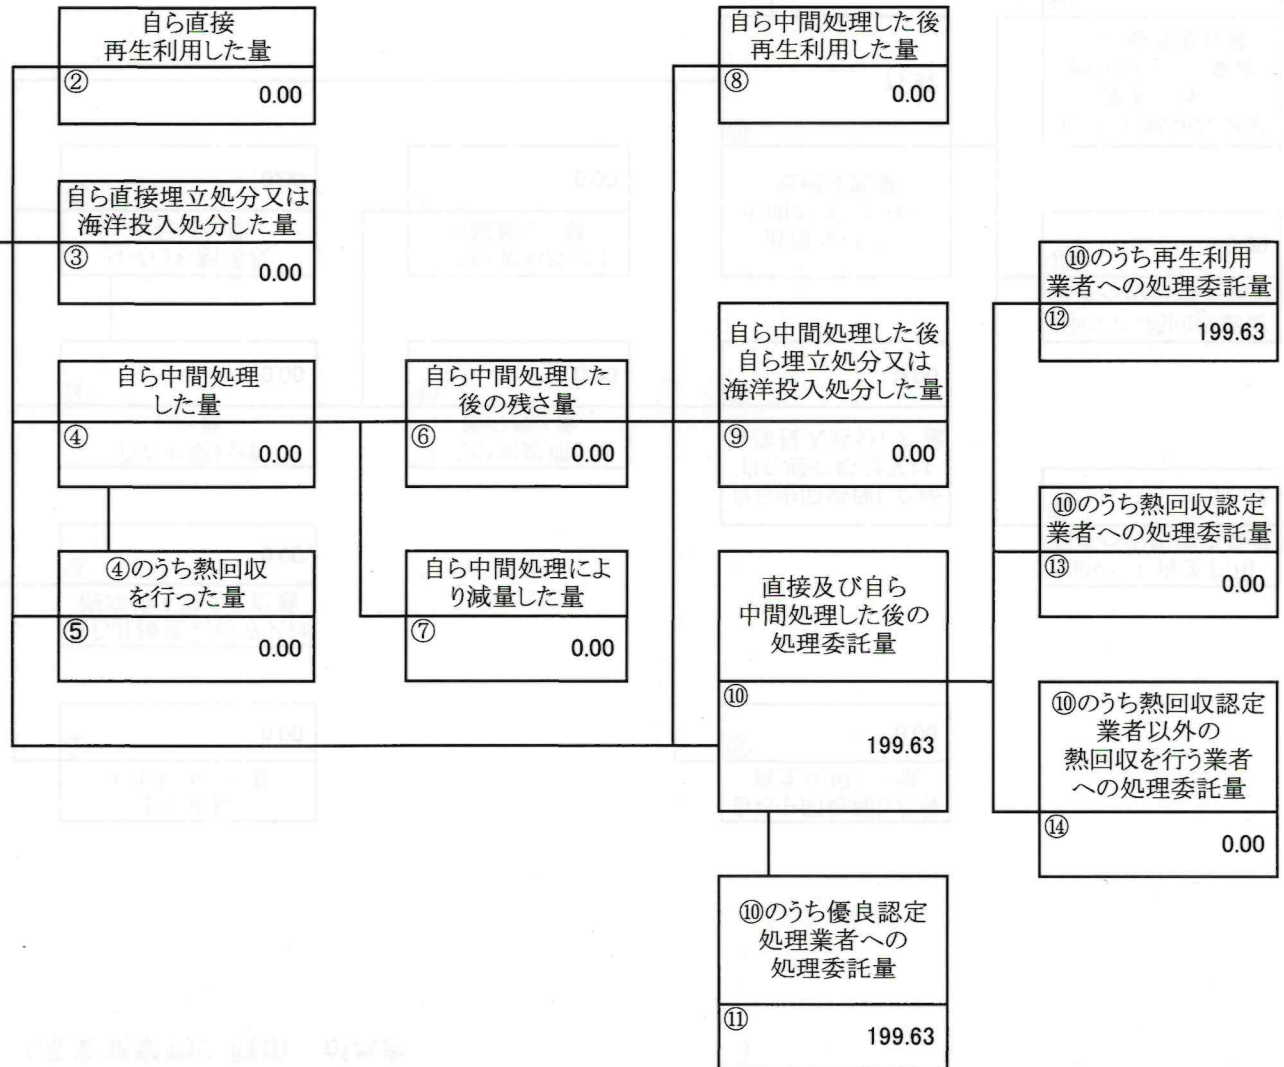 自ら直接
再生利用した量
②
0.00
自ら直接埋立処分又は
海洋投入処分した量
③
0.00
自ら中間処理
した量
④
0.00
④のうち熱回収
を行った量
⑤
0.00
自ら中間処理した
後の残さ量
⑥
0.00
自ら中間処理によ
り減量した量
⑦
0.00
自ら中間処理した後
再生利用した量
⑧
0.00
自ら中間処理した後
自ら埋立処分又は
海洋投入処分した量
⑨
0.00
直接及び自ら
中間処理した後の
処理委託量
⑩
199.63
⑩のうち優良認定
処理業者への
処理委託量
⑪
199.63
⑩のうち再生利用
業者への処理委託量
⑫
199.63
⑩のうち熱回収認定
業者への処理委託量
⑬
0.00
⑩のうち熱回収認定
業者以外の
熱回収を行う業者
への処理委託量
⑭
0.00